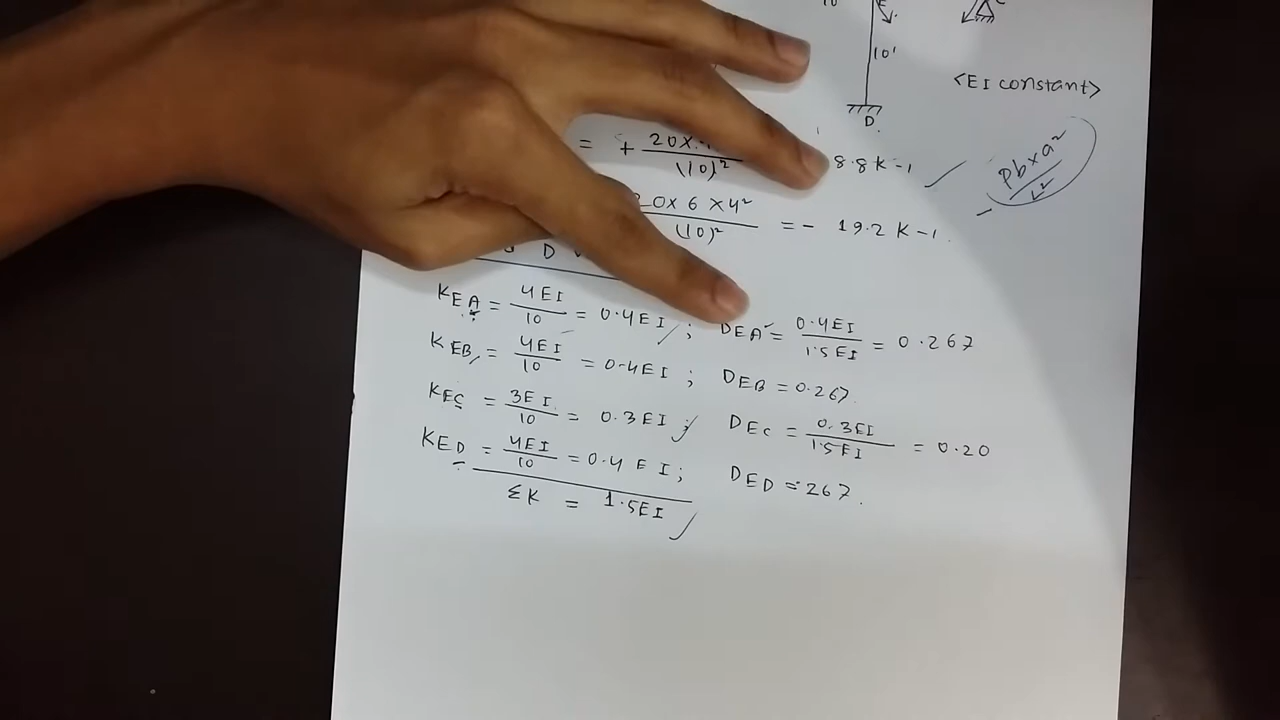 10'
<EI constant>
D.
= + 20X
(10)²
8.8K-1
Pb×a²
L²
0X 6 X4²
(10)²
= - 19.2 K-1.
D
KEA = 4EI/10 = 0.4EI ; DEA = 0.4EI/1.5EI = 0.267
KEB = 4EI/10 = 0.4EI ; DEB = 0.267.
KEC = 3EI/10 = 0.3EI ; DEC = 0.3EI/1.5EI = 0.20
KED = 4EI/10 = 0.4EI ; DED = 267.
ΣK = 1.5EI